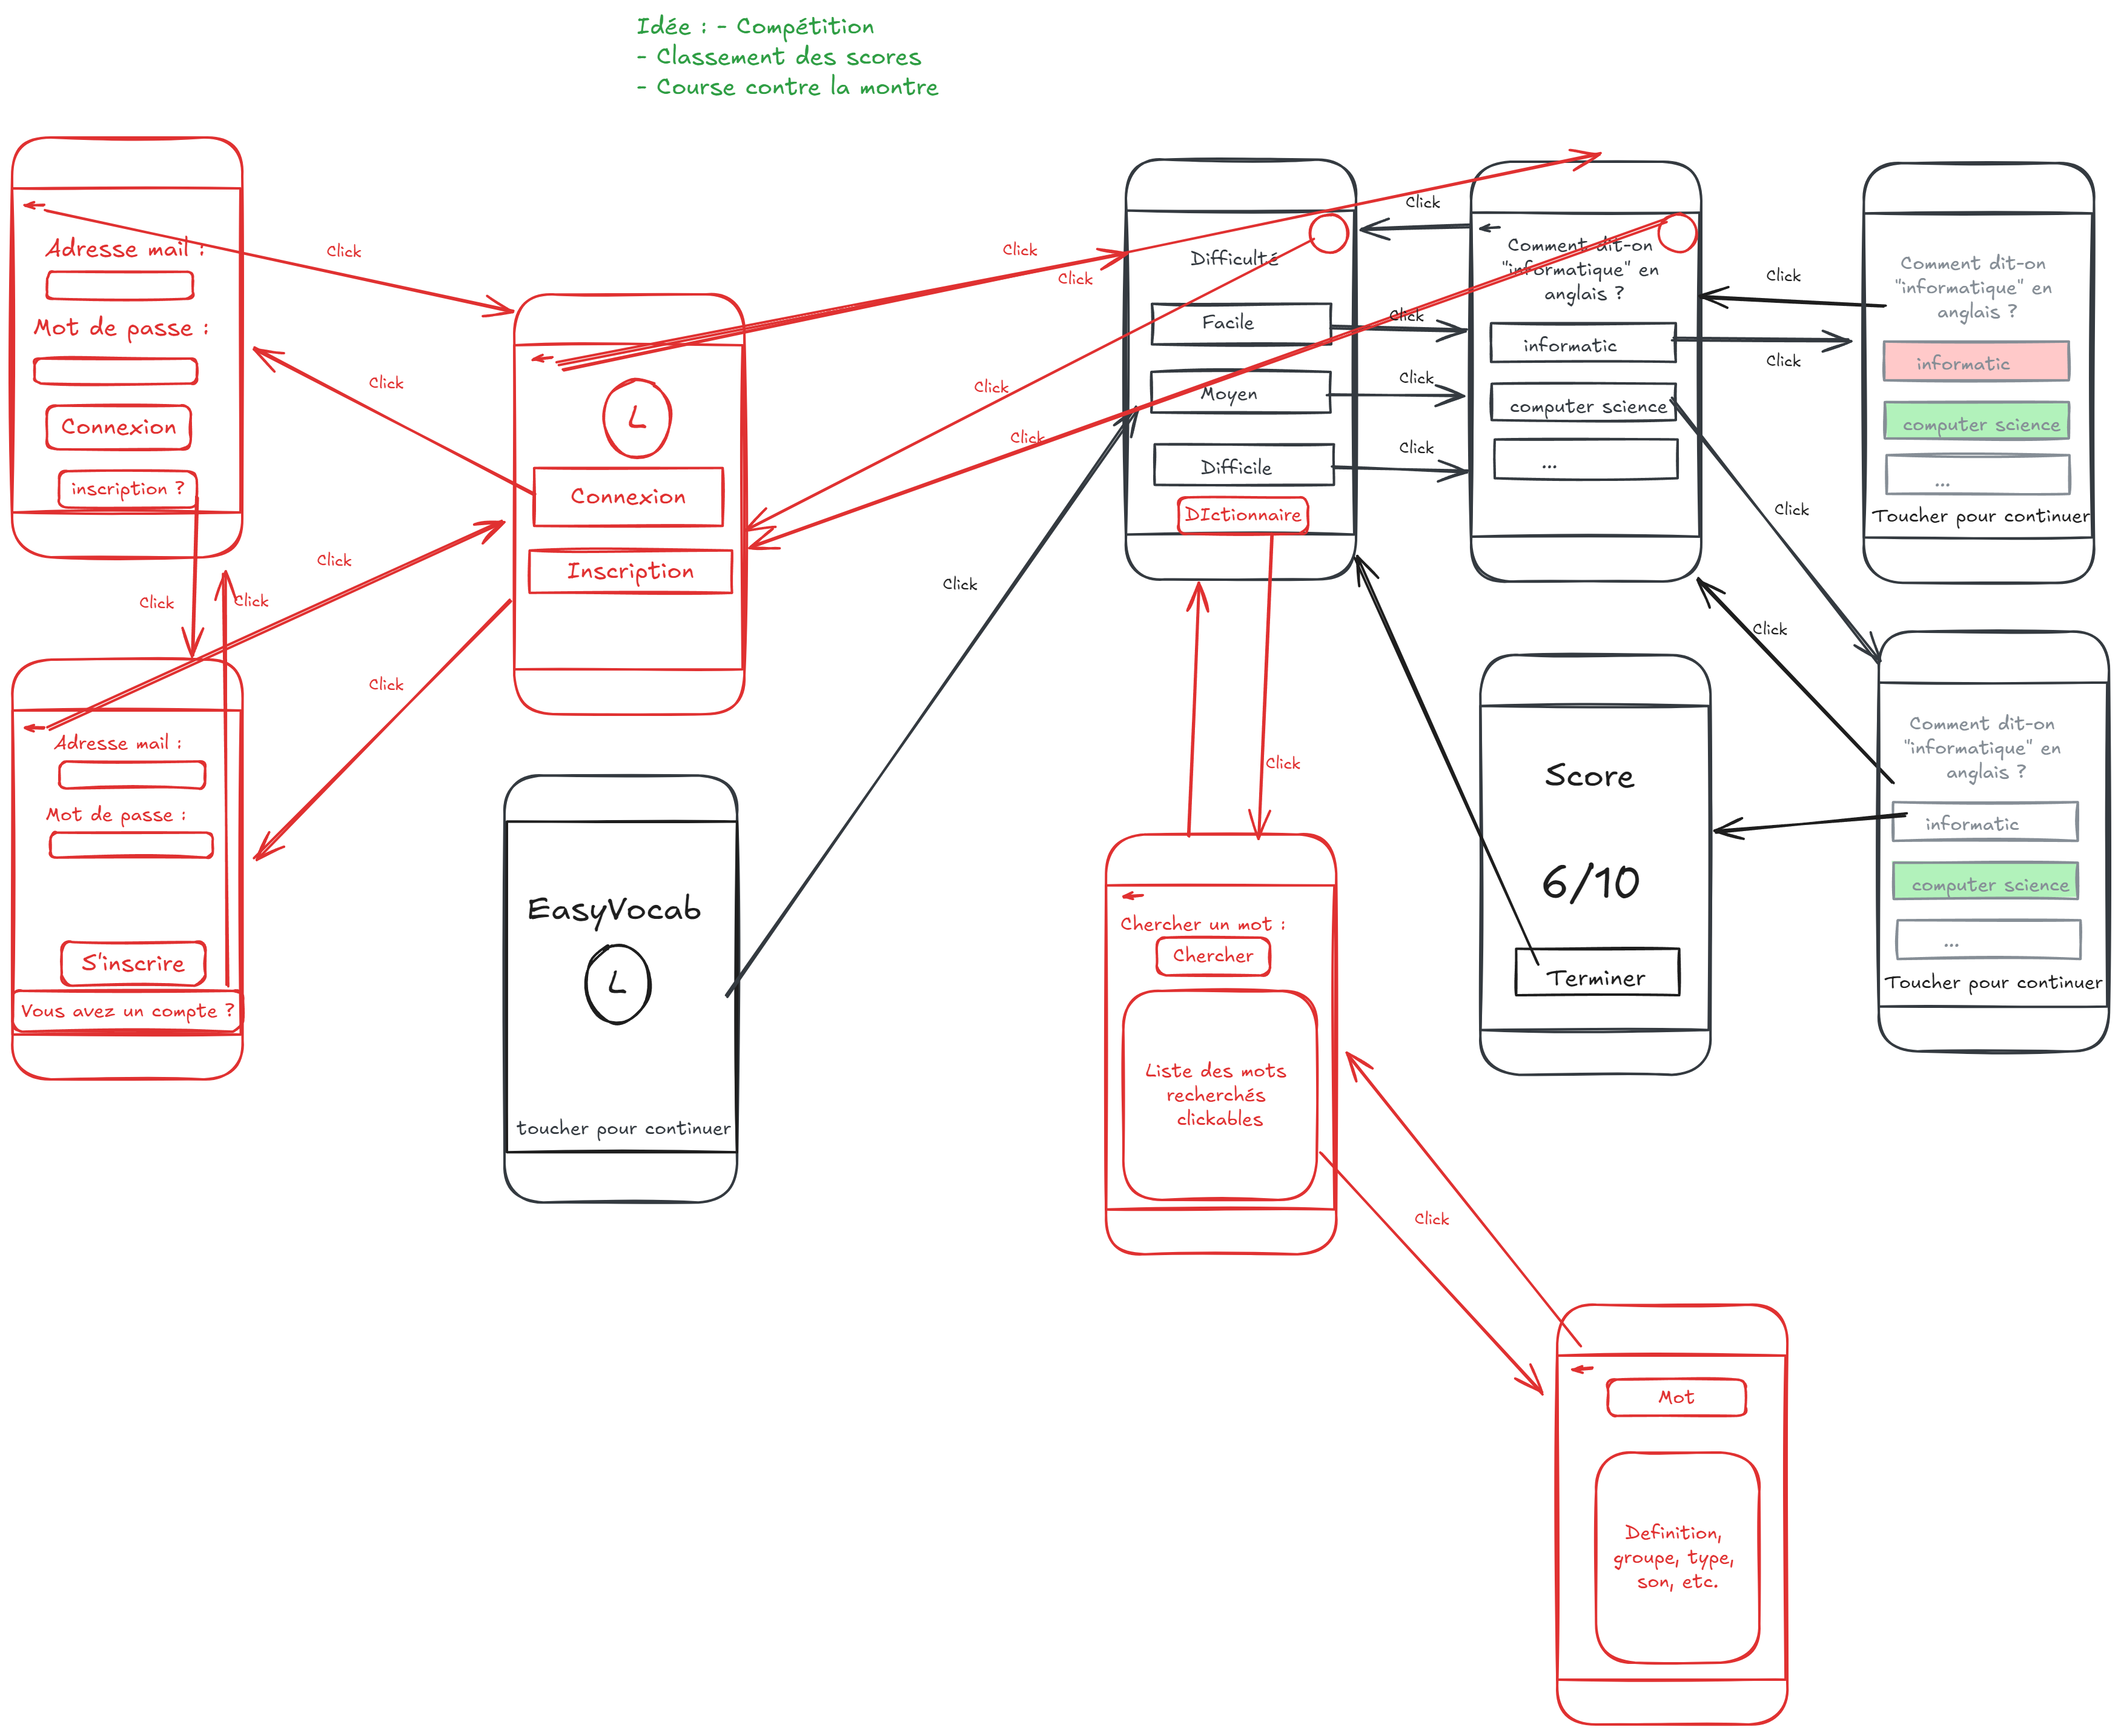 Idée : - Compétition
- Classement des scores
- Course contre la montre
Adresse mail :
Mot de passe :
Connexion
inscription ?
Click
Click
Click
Click
Click
Click
Adresse mail :
Mot de passe :
S'inscrire
Vous avez un compte ?
L
Connexion
Inscription
EasyVocab
L
toucher pour continuer
Click
Click
Click
Click
Click
Difficulté
Facile
Moyen
Difficile
DIctionnaire
Click
Click
Click
Click
Comment dit-on
"informatique" en
anglais ?
informatic
computer science
...
Click
Click
Click
Click
Comment dit-on
"informatique" en
anglais ?
informatic
computer science
...
Toucher pour continuer
Comment dit-on
"informatique" en
anglais ?
informatic
computer science
...
Toucher pour continuer
Score
6/10
Terminer
Click
Chercher un mot :
Chercher
Liste des mots
recherchés
clickables
Click
Mot
Definition,
groupe, type,
son, etc.